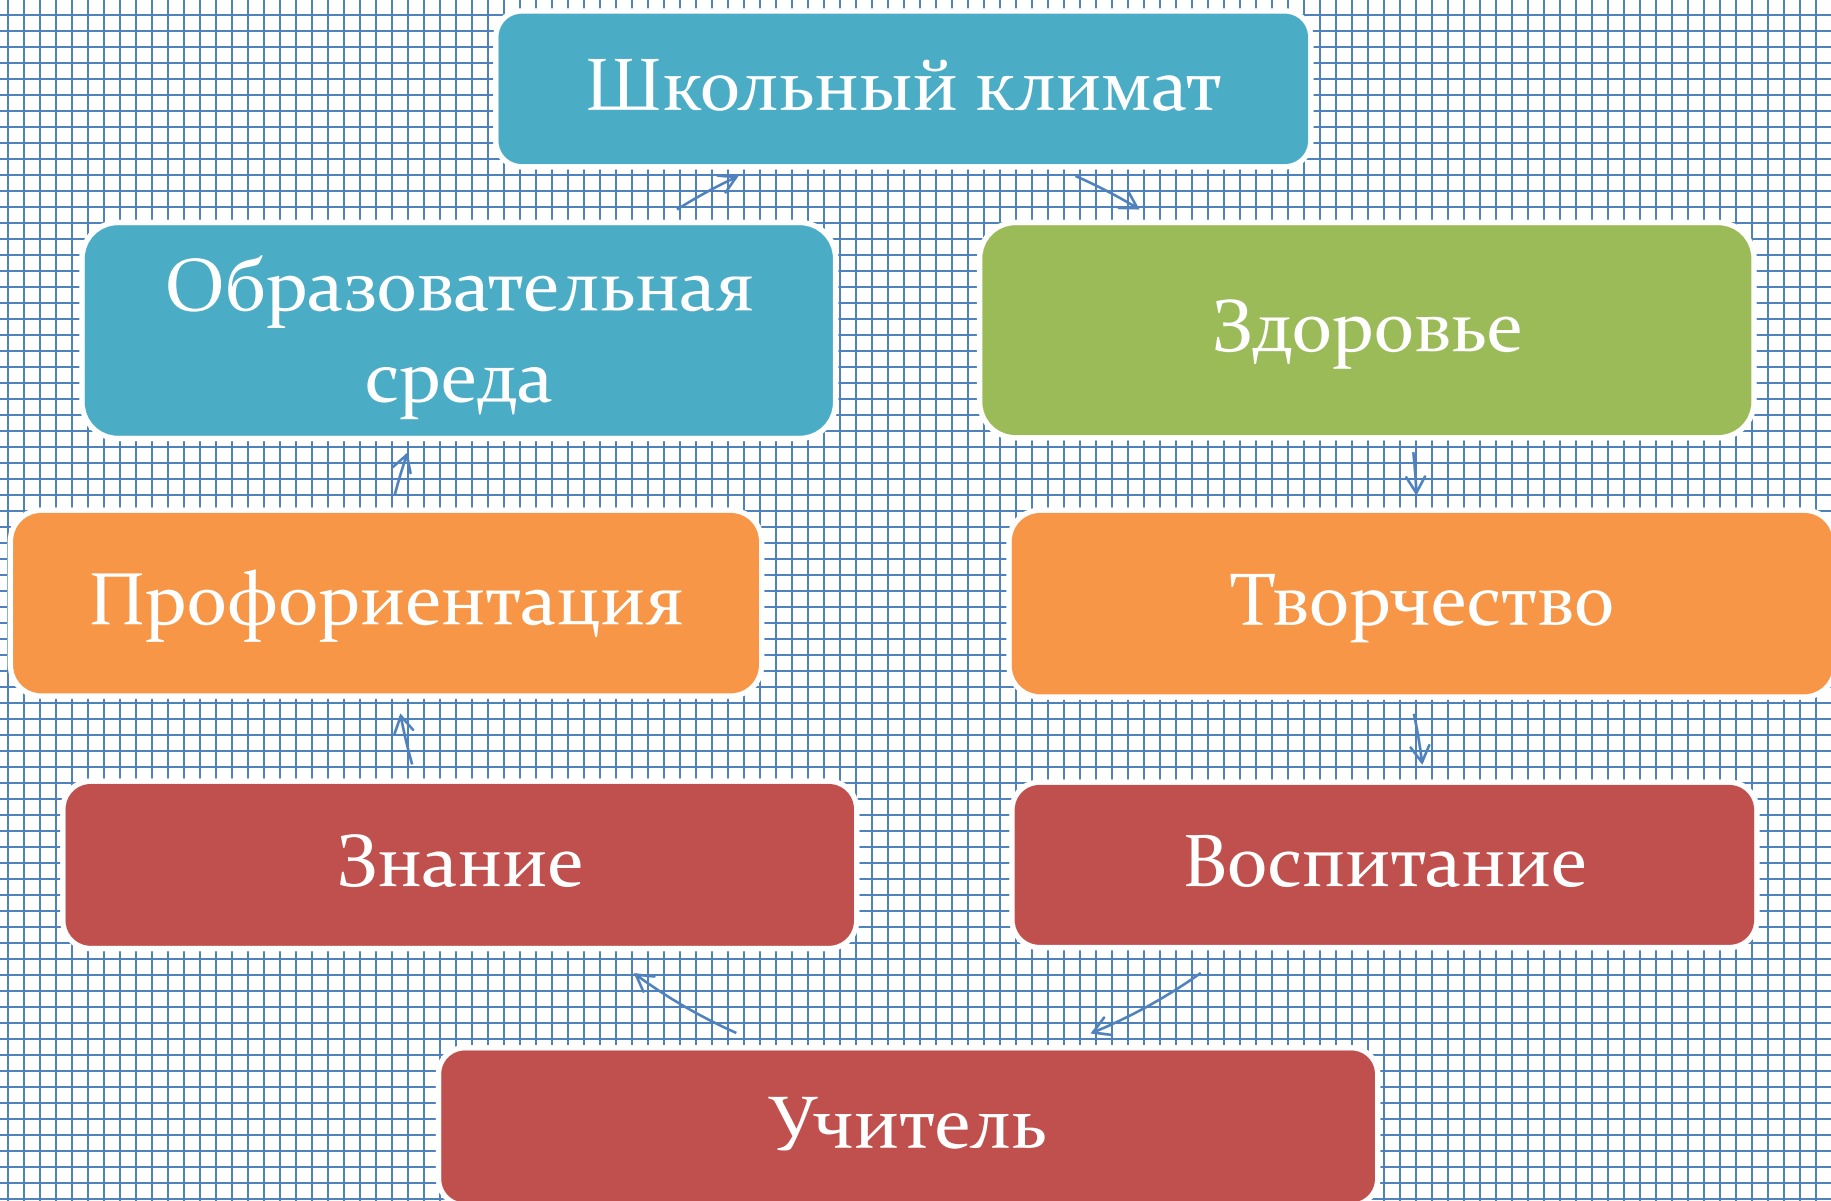 Школьный климат
Образовательная
среда
Здоровье
Профориентация
Творчество
Знание
Воспитание
Учитель